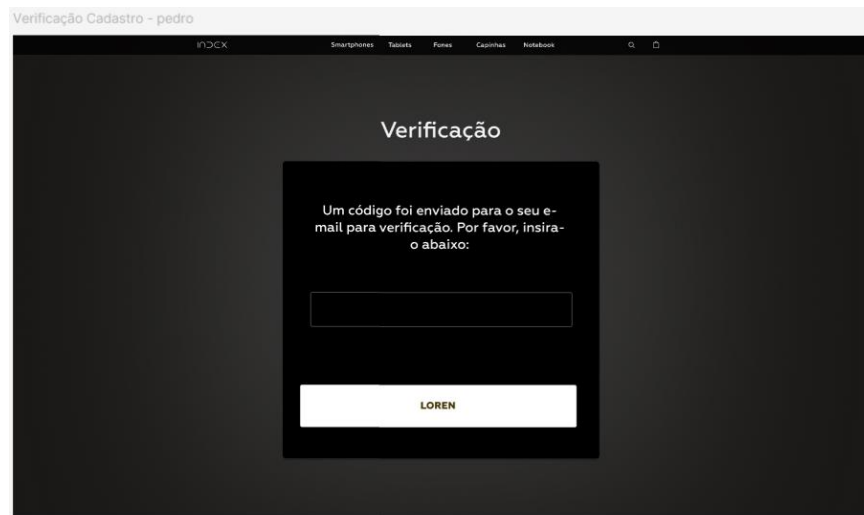 Verificação Cadastro - pedro
INDEX Smartphones Tablets Fones Capinhas Notebook
Verificação
Um código foi enviado para o seu e-
mail para verificação. Por favor, insira-
o abaixo:
LOREN